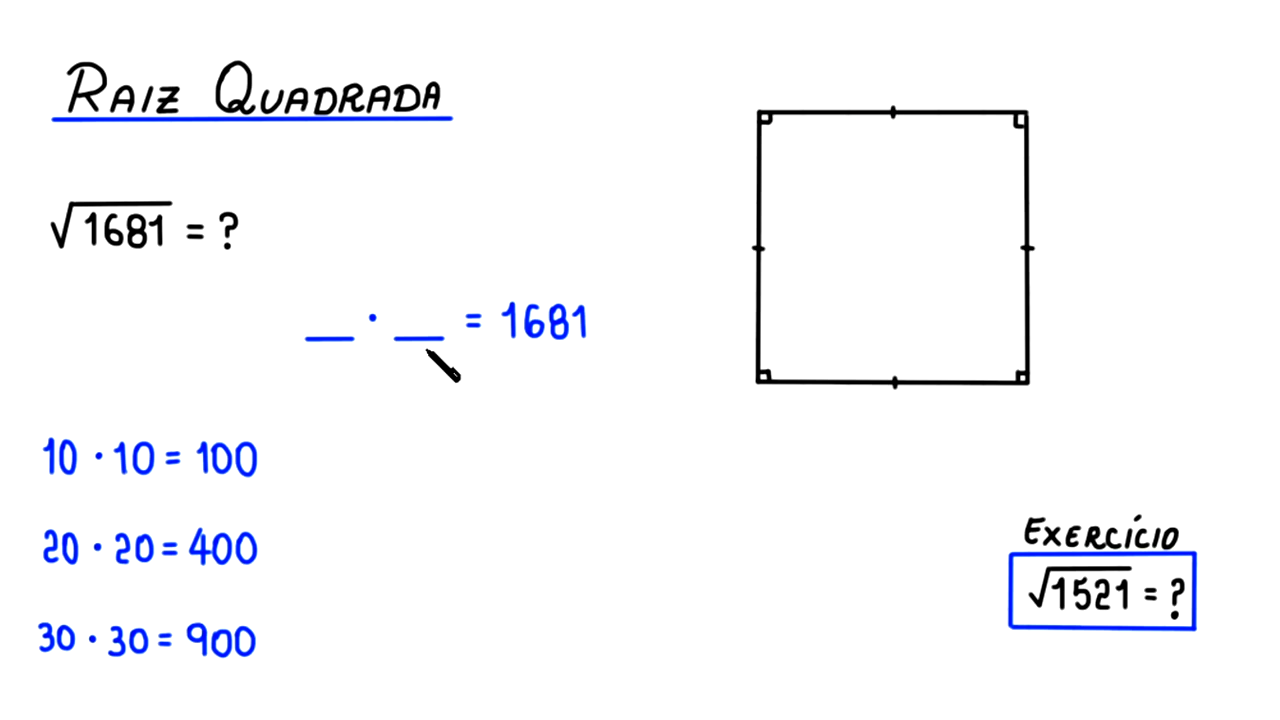 RAIZ QUADRADA
√1681 = ?
__ · __ = 1681
10 · 10 = 100
20 · 20 = 400
30 · 30 = 900
EXERCÍCIO
√1521 = ?